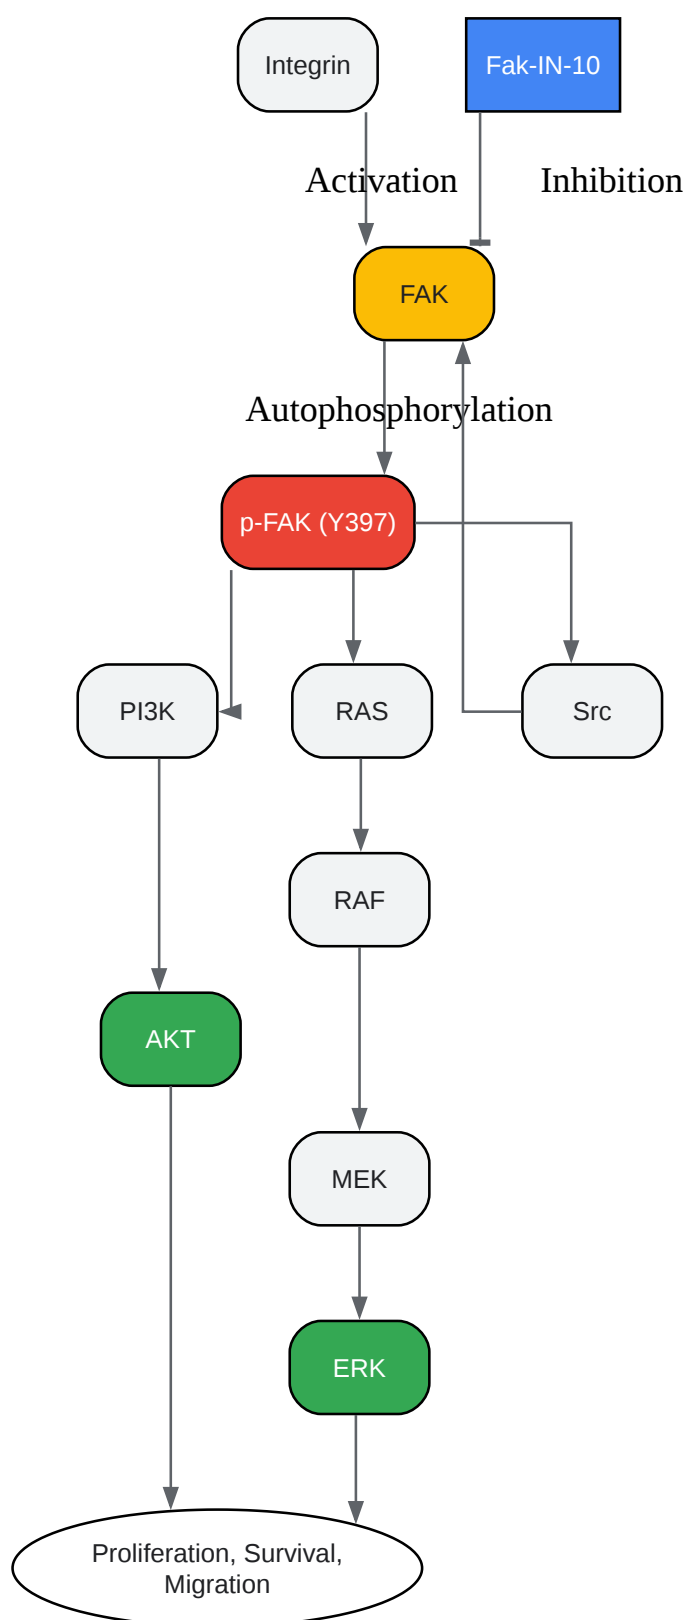 Integrin
Fak-IN-10
Activation
Inhibition
FAK
Autophosphorylation
p-FAK (Y397)
PI3K
RAS
Src
RAF
AKT
MEK
ERK
Proliferation, Survival,
Migration